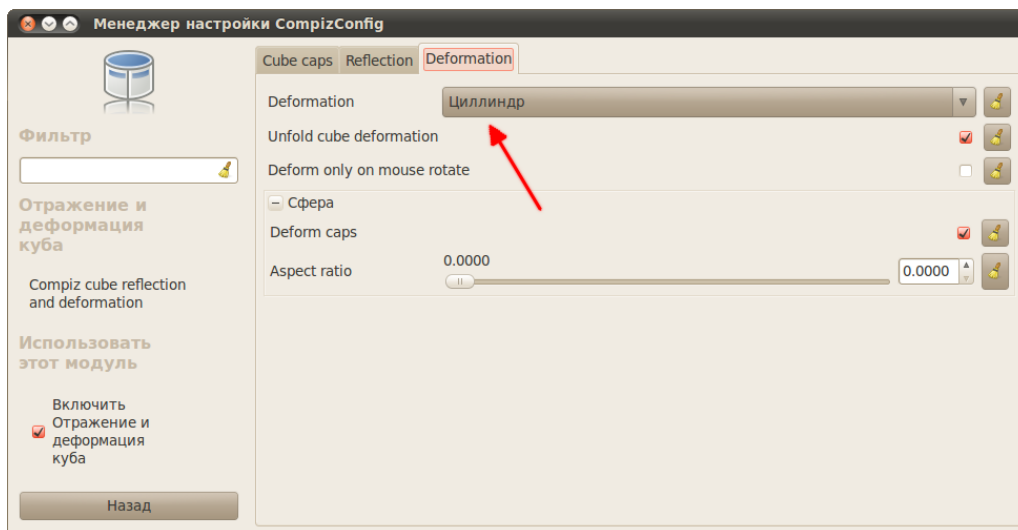 Менеджер настройки CompizConfig
Фильтр
Отражение и
деформация
куба
Compiz cube reflection
and deformation
Использовать
этот модуль
Включить
Отражение и
деформация
куба
Назад
Cube caps Reflection Deformation
Deformation Циллиндр
Unfold cube deformation
Deform only on mouse rotate
Сфера
Deform caps
Aspect ratio 0.0000 0.0000